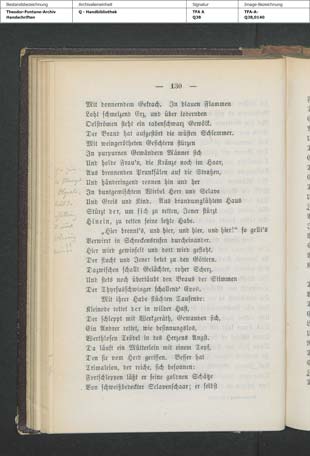 Bestandsbezeichnung Archivalieneinheit Signatur Image-Bezeichnung
Theodor-Fontane-Archiv Q - Handbibliothek TFA A TFA-A-
Handschriften Q38 Q38,0140
— 130 —
Mit donnerndem Gekrach. In blauen Flammen
Loht schmelzend Erz, und über lodernden
Oelströmen steht ein rabenschwarz Gewölk.
Der Brand hat aufgestört die wüsten Schlemmer.
Mit weingerötheten Gesichtern stürzen
In purpurnen Gewändern Männer sich
Und holde Frau'n, die Kränze noch im Haar,
Aus brennenden Prunksälen auf die Straßen,
Und händeringend rennen hin und her
In buntgemischtem Wirbel Herr und Sclave
Und Greis und Kind. Aus brandumglühtem Haus
Stürzt der, um sich zu retten, Jener stürzt
Hinein, zu retten seine letzte Habe.
„Hier brennt's, und hier, und hier, und hier!“ so gellt's
Verwirrt in Schreckensrufen durcheinander.
Hier wird gewinselt und dort wird geflucht,
Der flucht und Jener betet zu den Göttern.
Dazwischen schallt Gelächter, roher Scherz.
Und stets noch übertäubt den Braus der Stimmen
Der Thyrsusschwinger schallend' Evoe.
Mit ihrer Habe flüchten Tausende:
Kleinode rettet der in wilder Hast,
Der schleppt mit Weihgeräth, Gewanden sich,
Ein Andrer rettet, wie besinnungslos,
Werthlosen Trödel in des Herzens Angst.
Da läuft ein Mütterlein mit einem Topf,
Den sie vom Herd gerissen. Besser hat
Trimalcion, der reiche, sich besonnen:
Fortschleppen läßt er seine goldnen Schätze
Von schweißbedeckter Sclavenschaar; er selbst